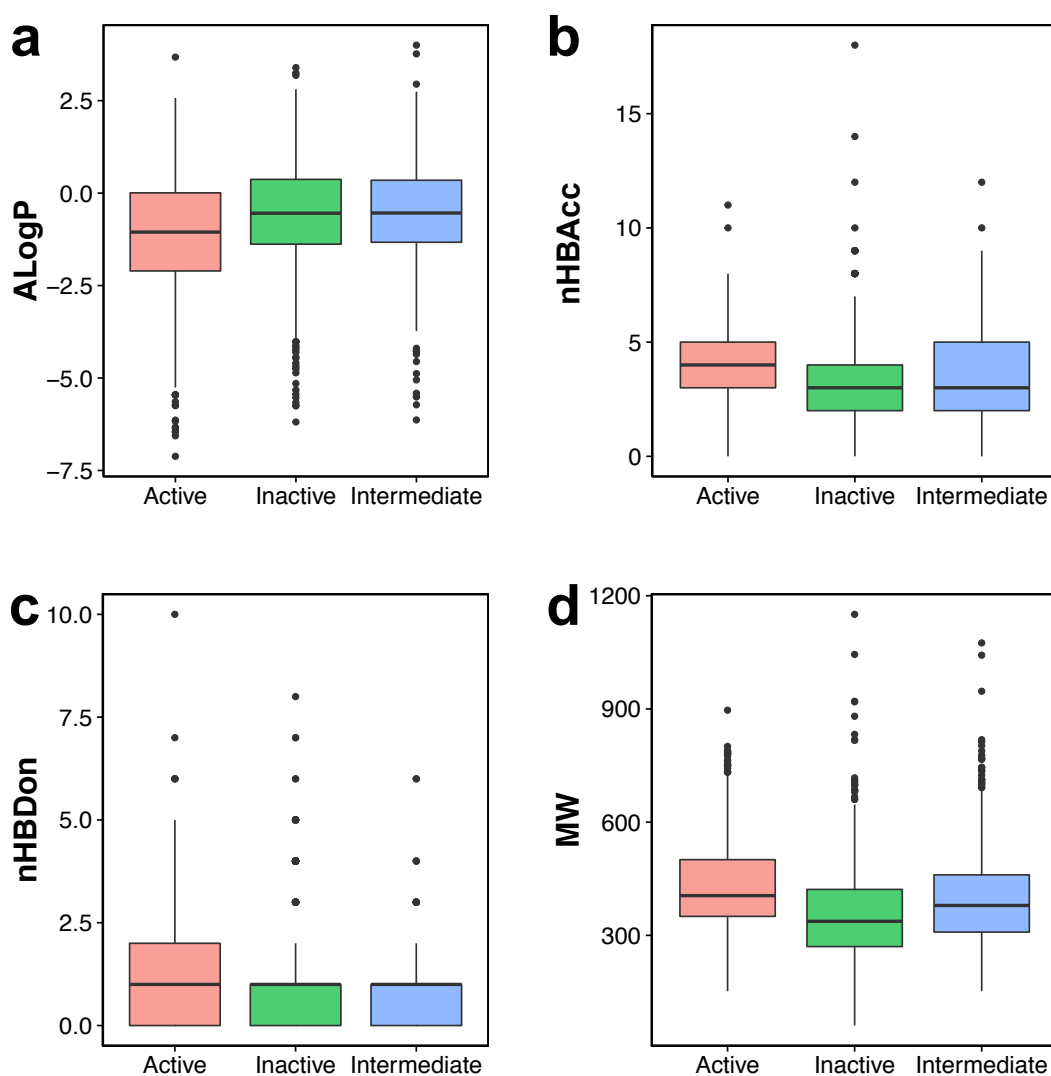 a
ALogP
2.5
0.0
−2.5
−5.0
−7.5
Active Inactive Intermediate
b
nHBAcc
15
10
5
0
Active Inactive Intermediate
c
nHBDon
10.0
7.5
5.0
2.5
0.0
Active Inactive Intermediate
d
MW
1200
900
600
300
Active Inactive Intermediate